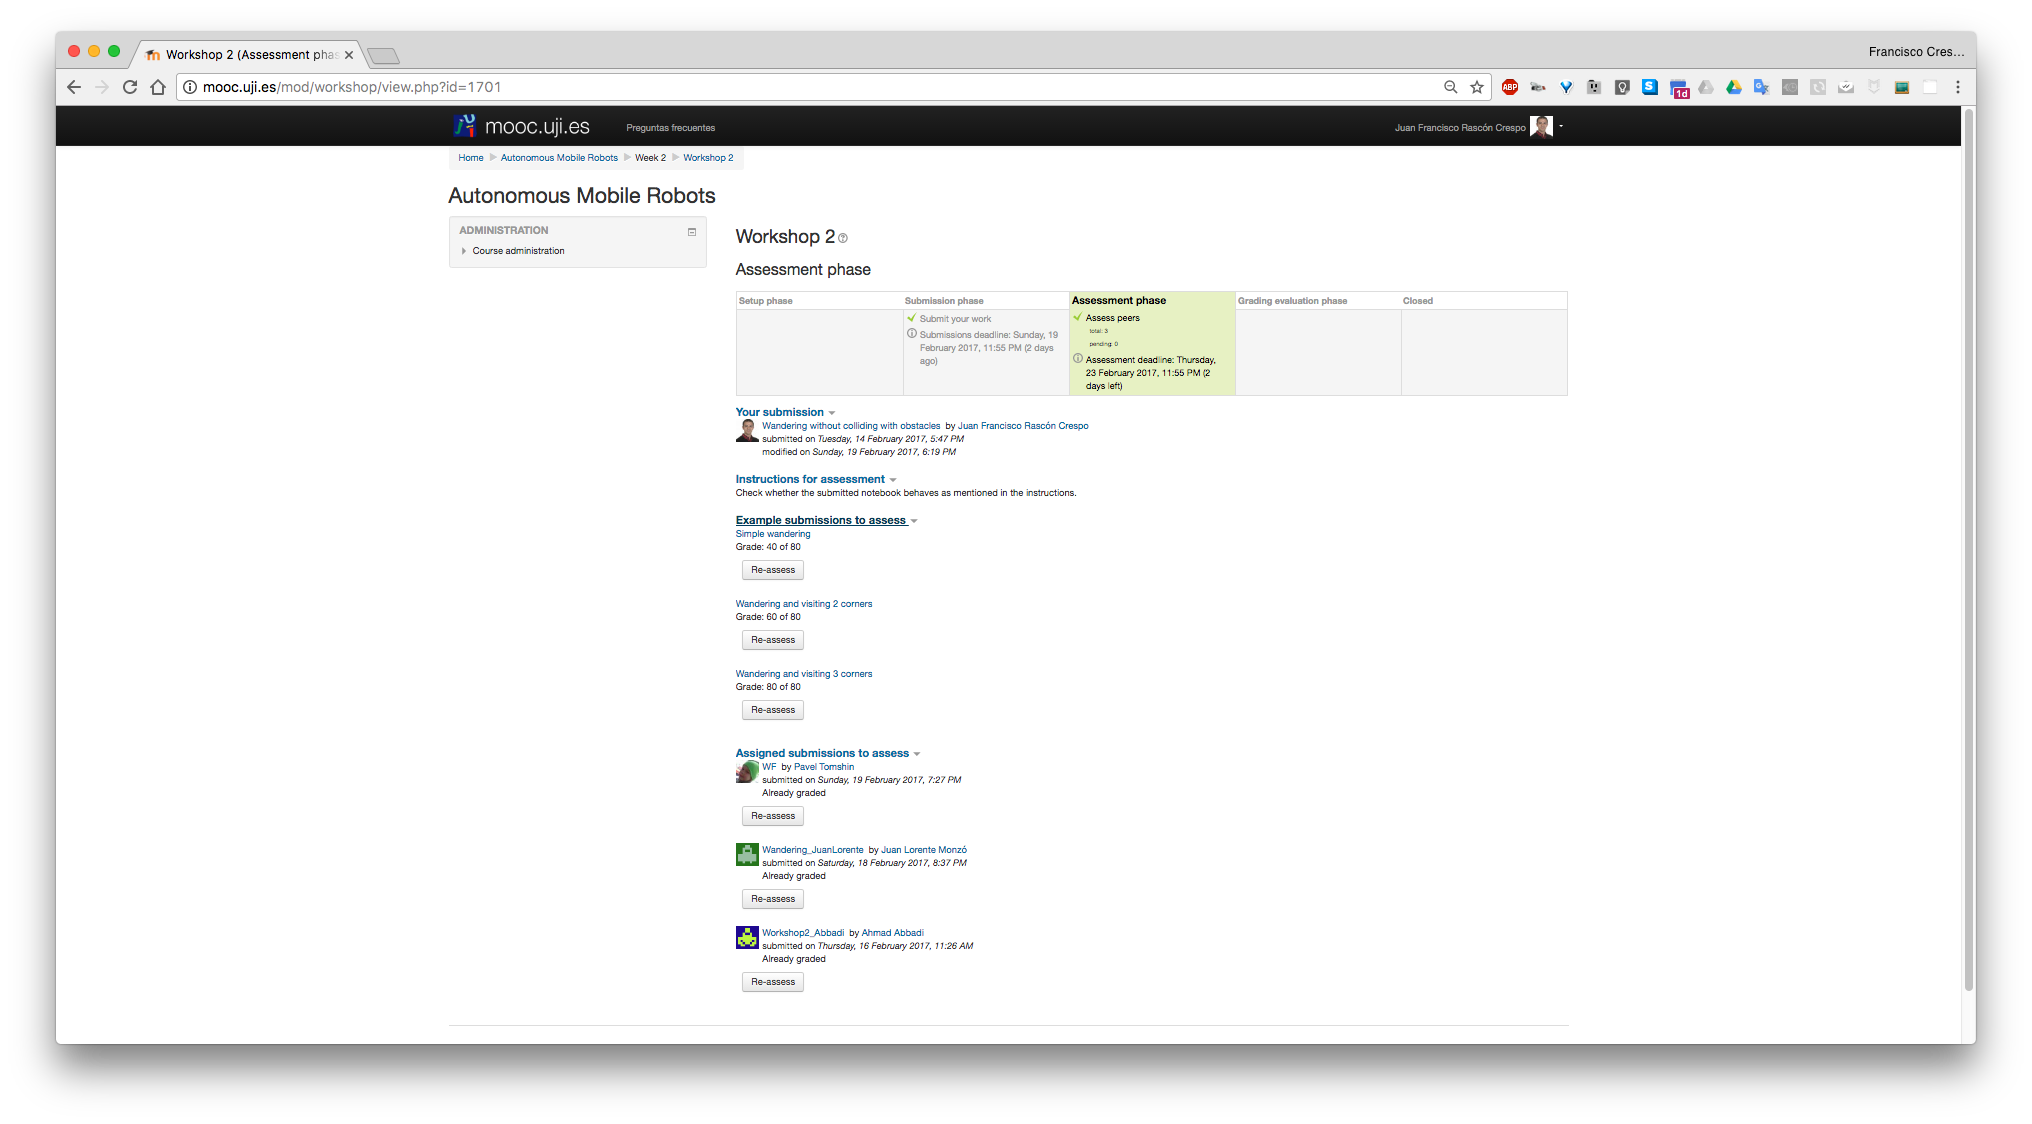 Workshop 2 (Assessment phas
Francisco Cres...
mooc.uji.es/mod/workshop/view.php?id=1701
ABP
S
1d
mooc.uji.es
Preguntas frecuentes
Juan Francisco Rascón Crespo
Home
Autonomous Mobile Robots
Week 2
Workshop 2
Autonomous Mobile Robots
ADMINISTRATION
Course administration
Workshop 2
Assessment phase
Setup phase
Submission phase
Submit your work
Submissions deadline: Sunday, 19
February 2017, 11:55 PM (2 days
ago)
Assessment phase
Assess peers
total: 3
pending: 0
Assessment deadline: Thursday,
23 February 2017, 11:55 PM (2
days left)
Grading evaluation phase
Closed
Your submission
Wandering without colliding with obstacles by Juan Francisco Rascón Crespo
submitted on Tuesday, 14 February 2017, 5:47 PM
modified on Sunday, 19 February 2017, 6:19 PM
Instructions for assessment
Check whether the submitted notebook behaves as mentioned in the instructions.
Example submissions to assess
Simple wandering
Grade: 40 of 80
Re-assess
Wandering and visiting 2 corners
Grade: 60 of 80
Re-assess
Wandering and visiting 3 corners
Grade: 80 of 80
Re-assess
Assigned submissions to assess
WF by Pavel Tomshin
submitted on Sunday, 19 February 2017, 7:27 PM
Already graded
Re-assess
Wandering_JuanLorente by Juan Lorente Monzó
submitted on Saturday, 18 February 2017, 8:37 PM
Already graded
Re-assess
Workshop2_Abbadi by Ahmad Abbadi
submitted on Thursday, 16 February 2017, 11:26 AM
Already graded
Re-assess